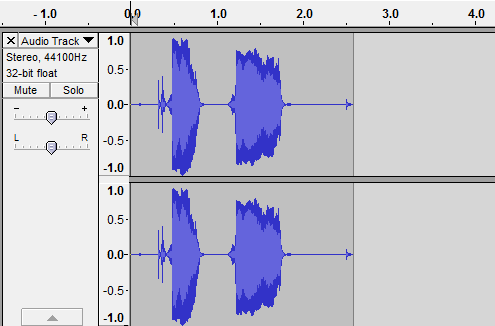 - 1.0 0.0 1.0 2.0 3.0 4.0
X Audio Track
Stereo, 44100Hz
32-bit float
Mute Solo
- +
L R
1.0
0.5-
0.0-
-0.5-
-1.0
1.0
0.5-
0.0-
-0.5-
-1.0